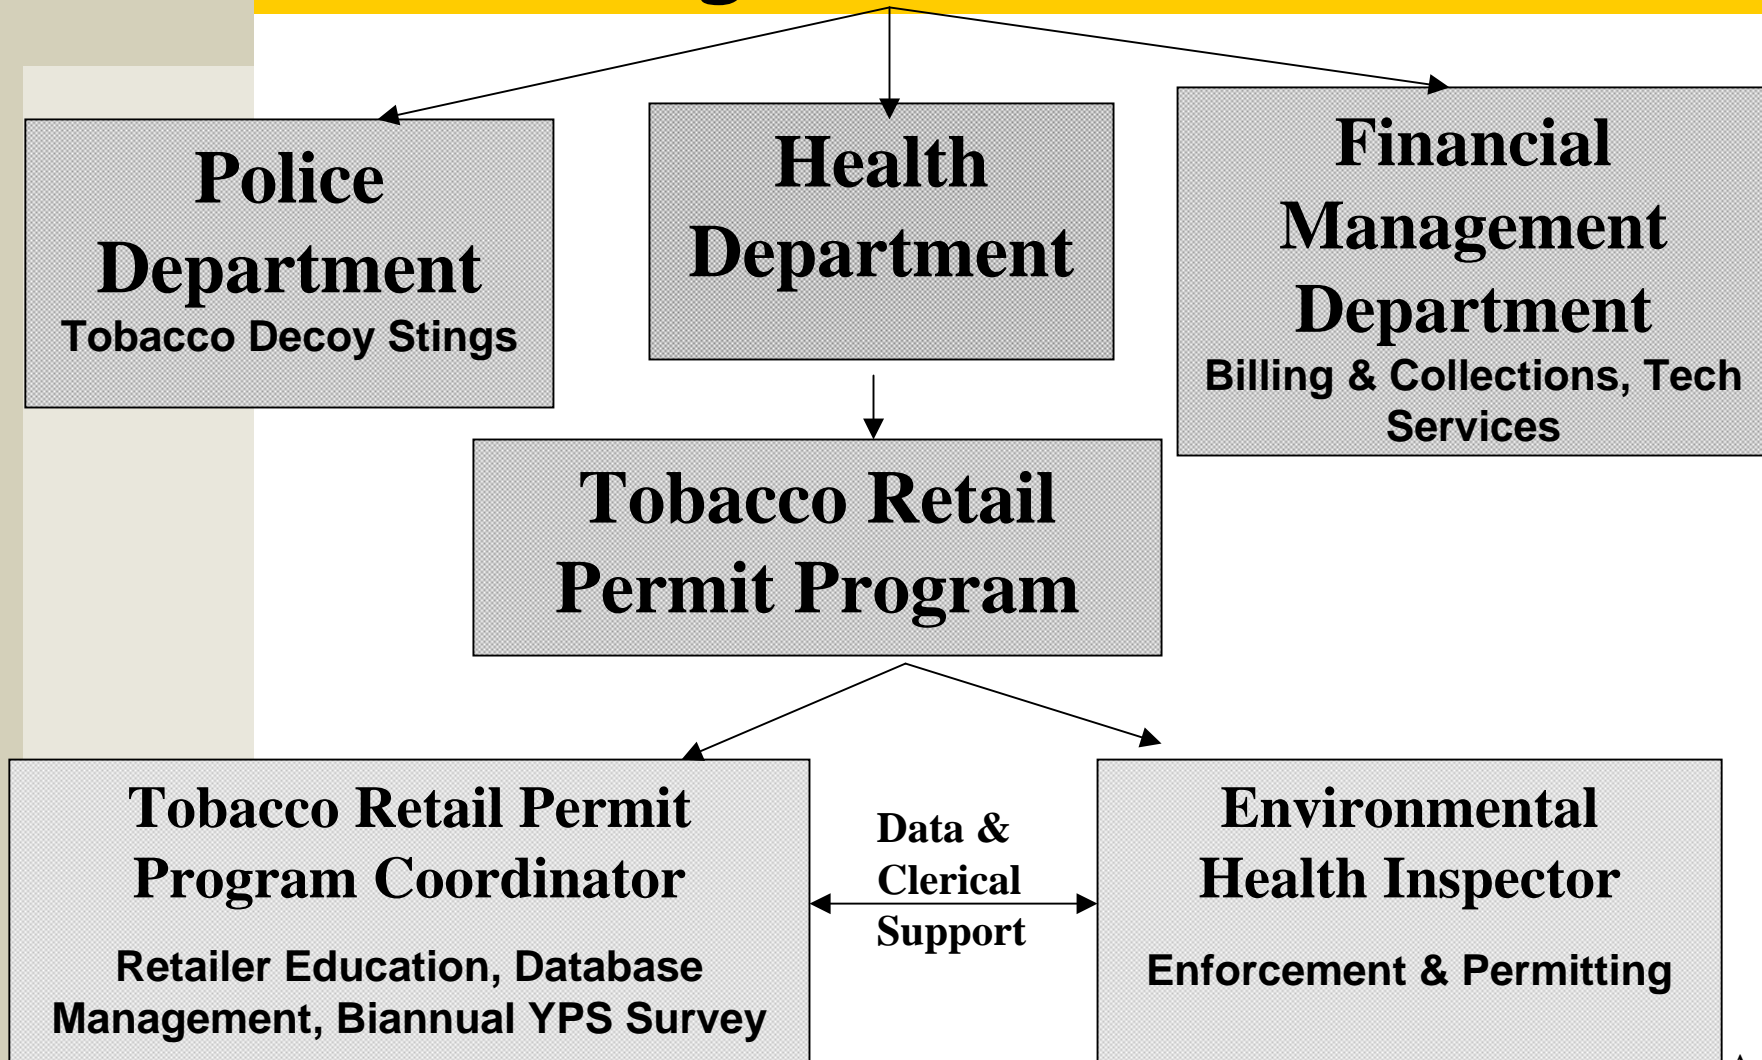 Police
Department
Tobacco Decoy Stings
Health
Department
Financial
Management
Department
Billing & Collections, Tech
Services
Tobacco Retail
Permit Program
Tobacco Retail Permit
Program Coordinator
Retailer Education, Database
Management, Biannual YPS Survey
Data &
Clerical
Support
Environmental
Health Inspector
Enforcement & Permitting